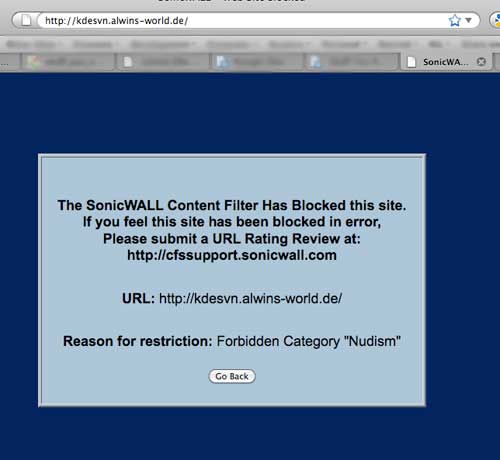 http://kdesvn.alwins-world.de/
SonicWA...
The SonicWALL Content Filter Has Blocked this site.
If you feel this site has been blocked in error,
Please submit a URL Rating Review at:
http://cfssupport.sonicwall.com
URL: http://kdesvn.alwins-world.de/
Reason for restriction: Forbidden Category "Nudism"
Go Back